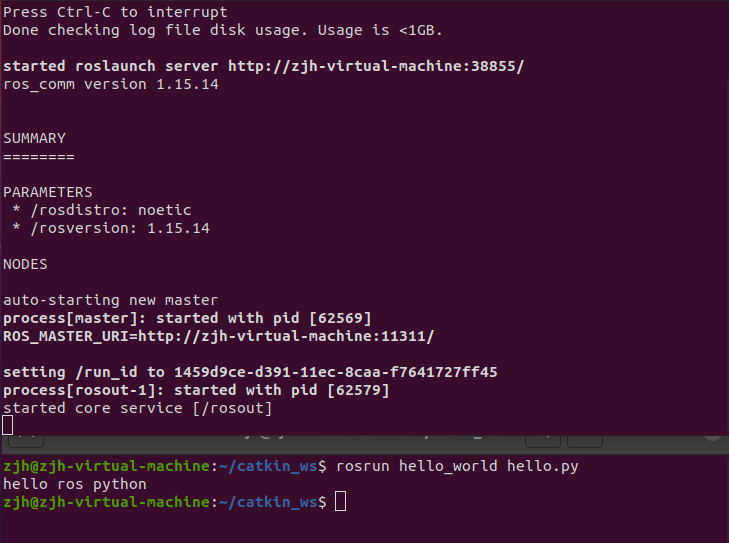 Press Ctrl-C to interrupt
Done checking log file disk usage. Usage is <1GB.
started roslaunch server http://zjh-virtual-machine:38855/
ros_comm version 1.15.14
SUMMARY
========
PARAMETERS
 * /rosdistro: noetic
 * /rosversion: 1.15.14
NODES
auto-starting new master
process[master]: started with pid [62569]
ROS_MASTER_URI=http://zjh-virtual-machine:11311/
setting /run_id to 1459d9ce-d391-11ec-8caa-f7641727ff45
process[rosout-1]: started with pid [62579]
started core service [/rosout]
zjh@zjh-virtual-machine:~/catkin_ws$ rosrun hello_world hello.py
hello ros python
zjh@zjh-virtual-machine:~/catkin_ws$